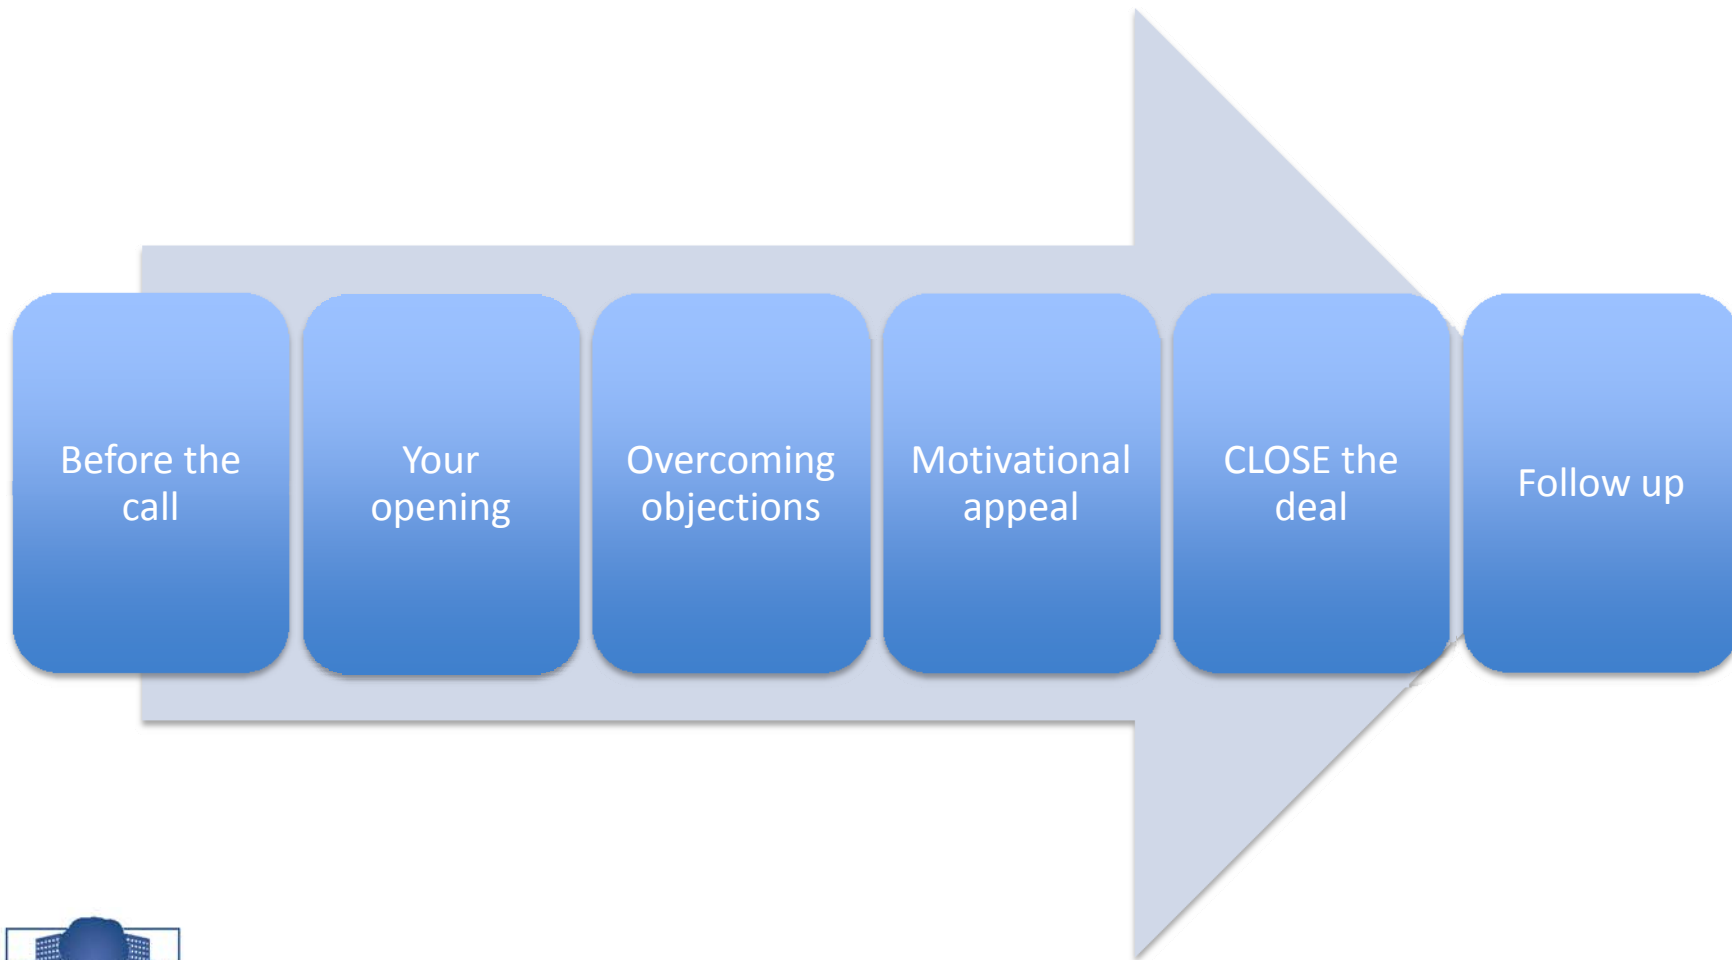 Before the
call
Your
opening
Overcoming
objections
Motivational
appeal
CLOSE the
deal
Follow up